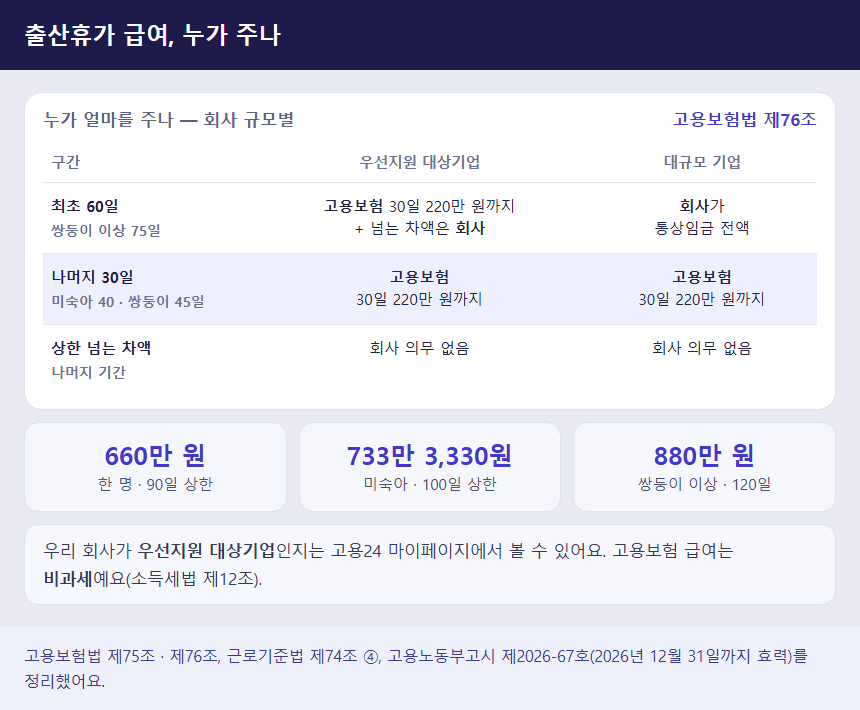 출산휴가 급여, 누가 주나
누가 얼마를 주나 — 회사 규모별
고용보험법 제76조
구간
우선지원 대상기업
대규모 기업
최초 60일
쌍둥이 이상 75일
고용보험 30일 220만 원까지
+ 넘는 차액은 회사
회사가
통상임금 전액
나머지 30일
미숙아 40 · 쌍둥이 45일
고용보험
30일 220만 원까지
고용보험
30일 220만 원까지
상한 넘는 차액
나머지 기간
회사 의무 없음
회사 의무 없음
660만 원
한 명 · 90일 상한
733만 3,330원
미숙아 · 100일 상한
880만 원
쌍둥이 이상 · 120일
우리 회사가 우선지원 대상기업인지는 고용24 마이페이지에서 볼 수 있어요. 고용보험 급여는
비과세예요(소득세법 제12조).
고용보험법 제75조 · 제76조, 근로기준법 제74조 ④, 고용노동부고시 제2026-67호(2026년 12월 31일까지 효력)를
정리했어요.